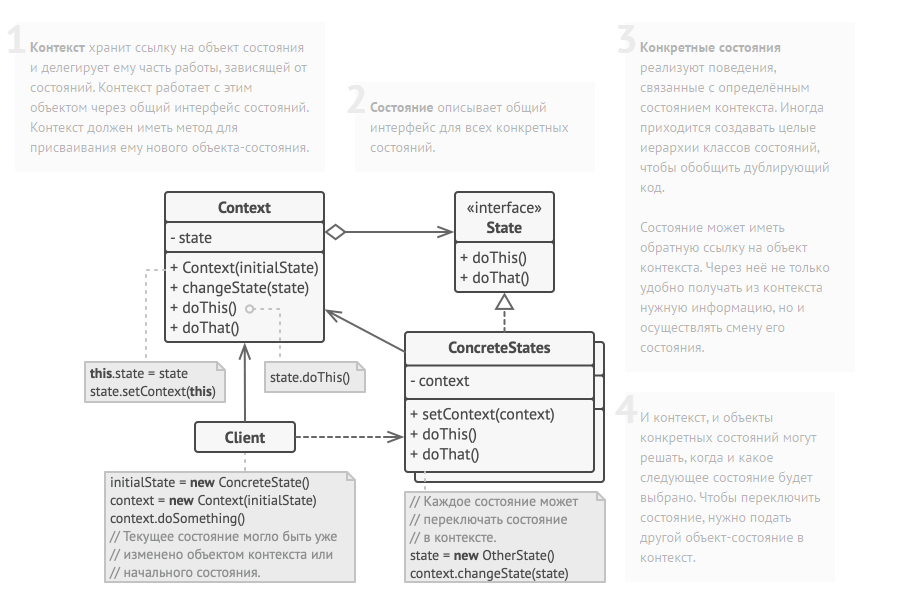 1
Контекст хранит ссылку на объект состояния
и делегирует ему часть работы, зависящей от
состояний. Контекст работает с этим
объектом через общий интерфейс состояний.
Контекст должен иметь метод для
присваивания ему нового объекта-состояния.
2
Состояние описывает общий
интерфейс для всех конкретных
состояний.
3
Конкретные состояния
реализуют поведения,
связанные с определённым
состоянием контекста. Иногда
приходится создавать целые
иерархии классов состояний,
чтобы обобщить дублирующий
код.
Состояние может иметь
обратную ссылку на объект
контекста. Через неё не только
удобно получать из контекста
нужную информацию, но и
осуществлять смену его
состояния.
Context
- state
+ Context(initialState)
+ changeState(state)
+ doThis()
+ doThat()
«interface»
State
+ doThis()
+ doThat()
this.state = state
state.setContext(this)
state.doThis()
ConcreteStates
- context
+ setContext(context)
+ doThis()
+ doThat()
Client
initialState = new ConcreteState()
context = new Context(initialState)
context.doSomething()
// Текущее состояние могло быть уже
// изменено объектом контекста или
// начального состояния.
// Каждое состояние может
// переключать состояние
// в контексте.
state = new OtherState()
context.changeState(state)
4
И контекст, и объекты
конкретных состояний могут
решать, когда и какое
следующее состояние будет
выбрано. Чтобы переключить
состояние, нужно подать
другой объект-состояние в
контекст.